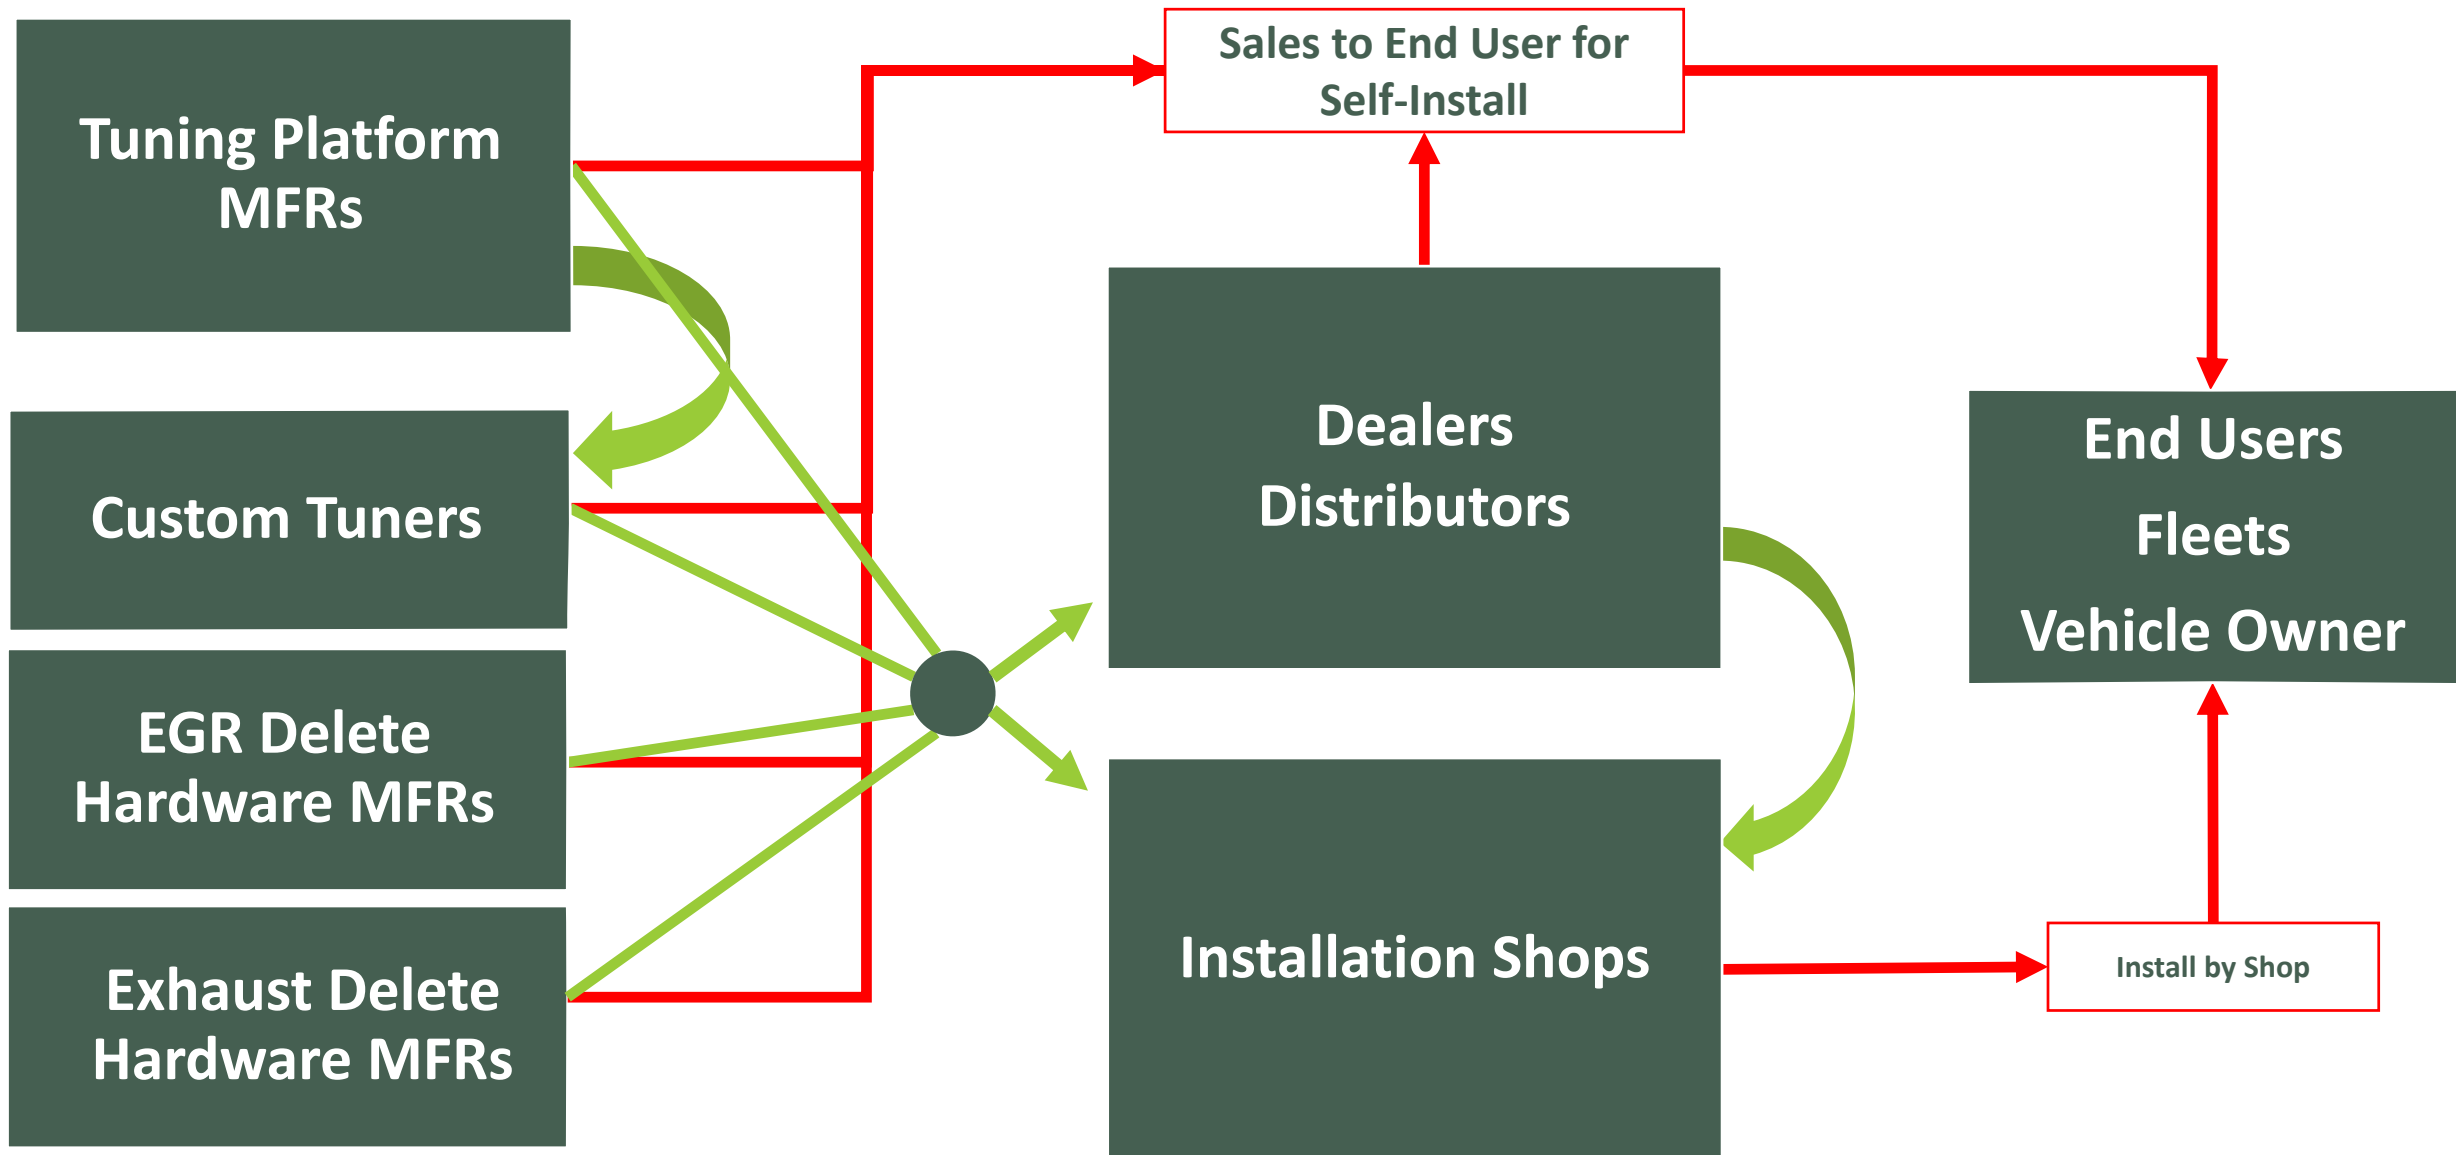 Tuning Platform
MFRs
Custom Tuners
EGR Delete
Hardware MFRs
Exhaust Delete
Hardware MFRs
Sales to End User for
Self-Install
Dealers
Distributors
Installation Shops
End Users
Fleets
Vehicle Owner
Install by Shop